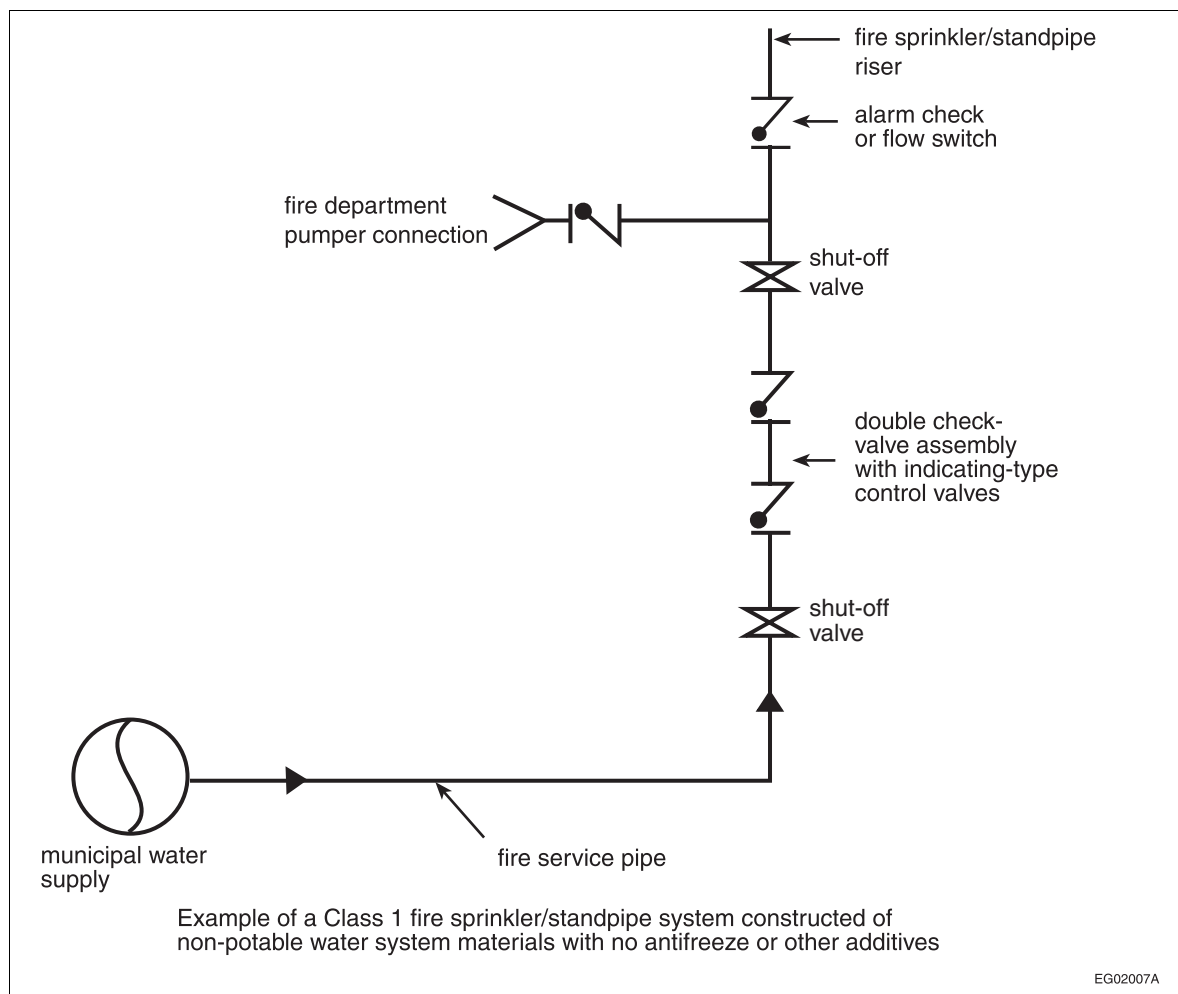 fire sprinkler/standpipe
riser
alarm check
or flow switch
fire department
pumper connection
shut-off
valve
double check-
valve assembly
with indicating-type
control valves
shut-off
valve
municipal water
supply
fire service pipe
Example of a Class 1 fire sprinkler/standpipe system constructed of
non-potable water system materials with no antifreeze or other additives
EG02007A